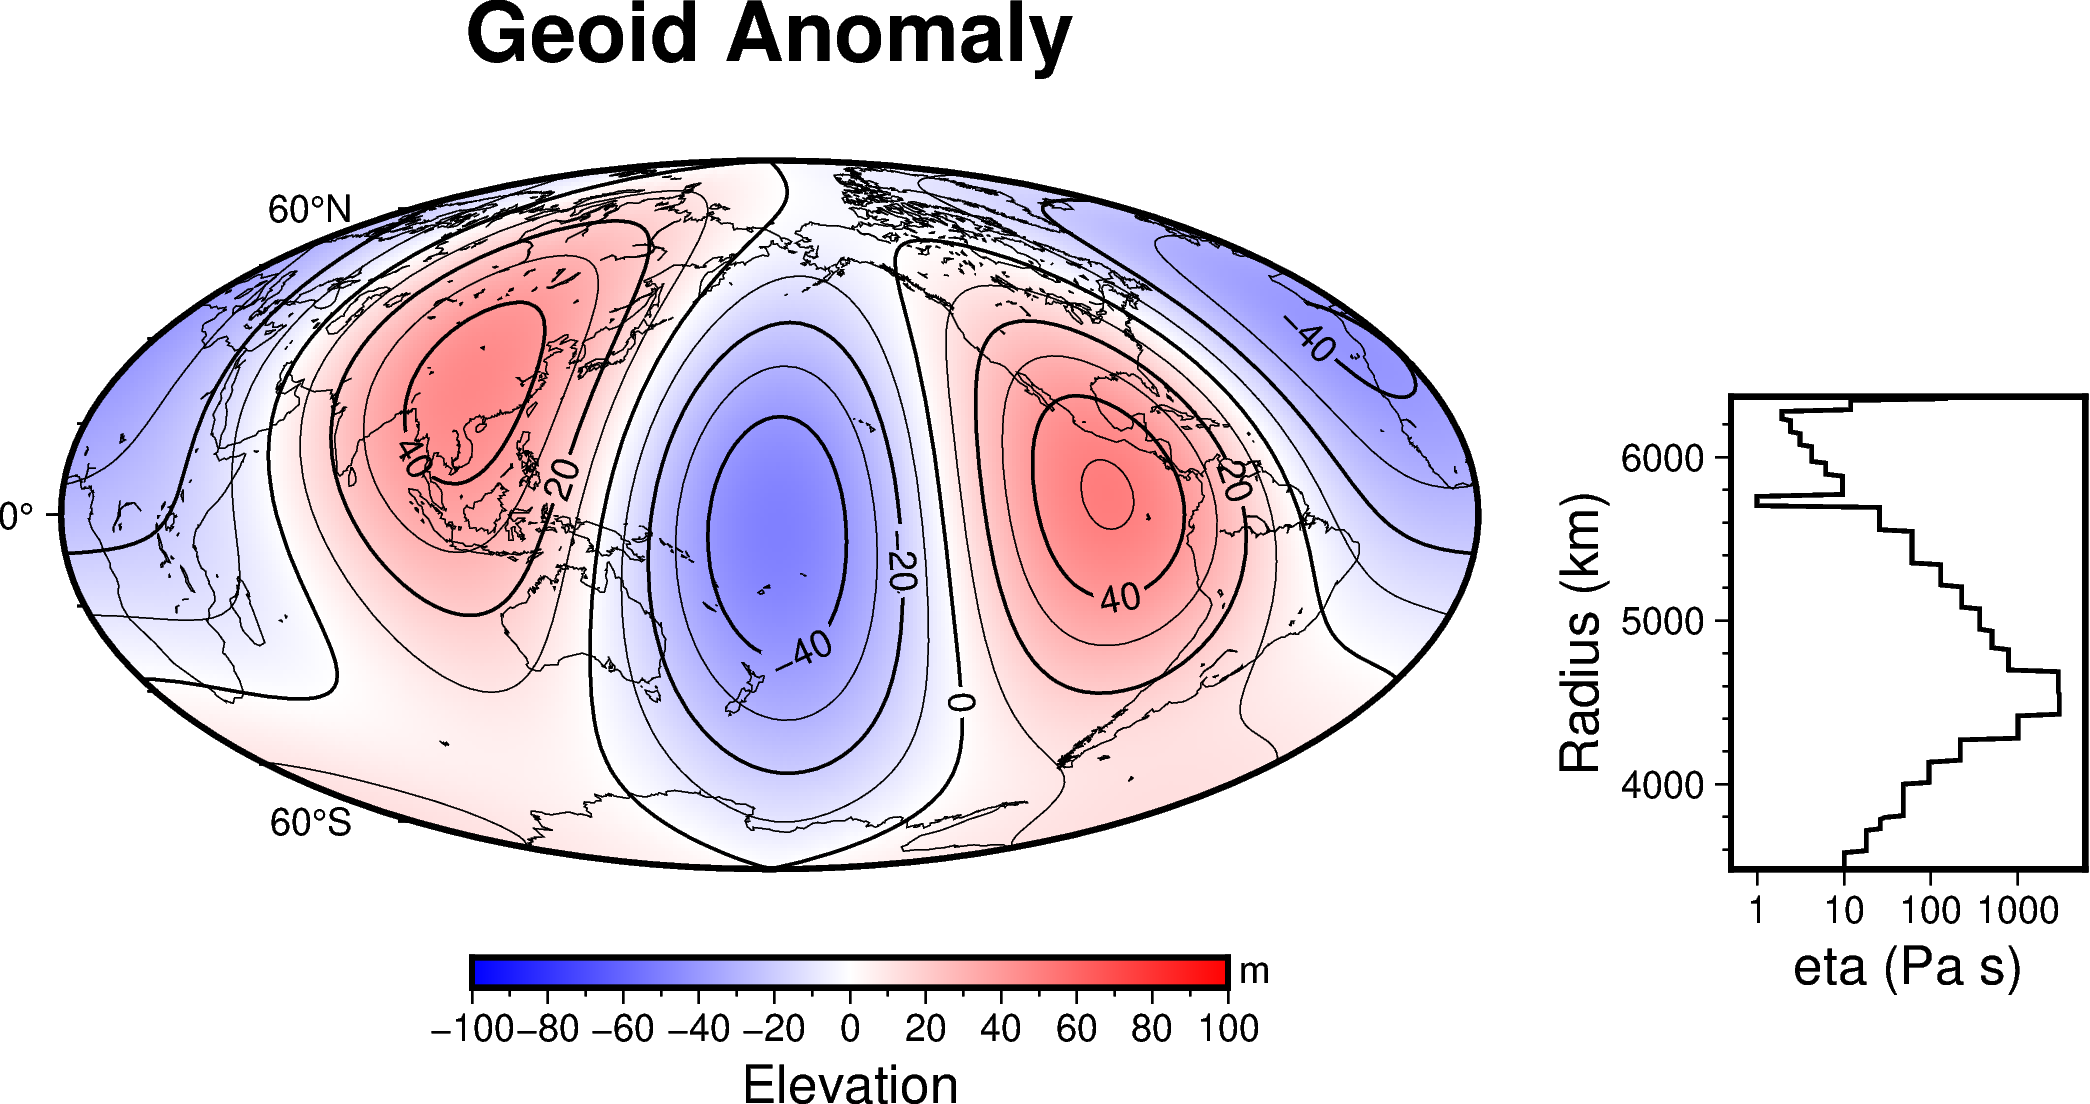 Geoid Anomaly
60°N
0°
60°S
−40
40
20
−20
−40
40
20
0
−100 −80 −60 −40 −20 0 20 40 60 80 100
m
Elevation
Radius (km)
6000
5000
4000
1 10 100 1000
eta (Pa s)